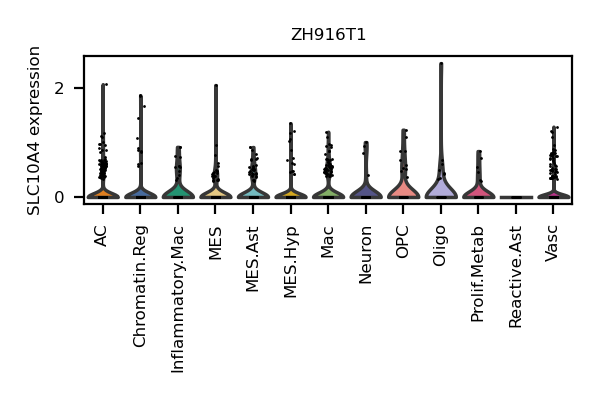 ZH916T1
SLC10A4 expression
2
0
AC
Chromatin.Reg
Inflammatory.Mac
MES
MES.Ast
MES.Hyp
Mac
Neuron
OPC
Oligo
Prolif.Metab
Reactive.Ast
Vasc